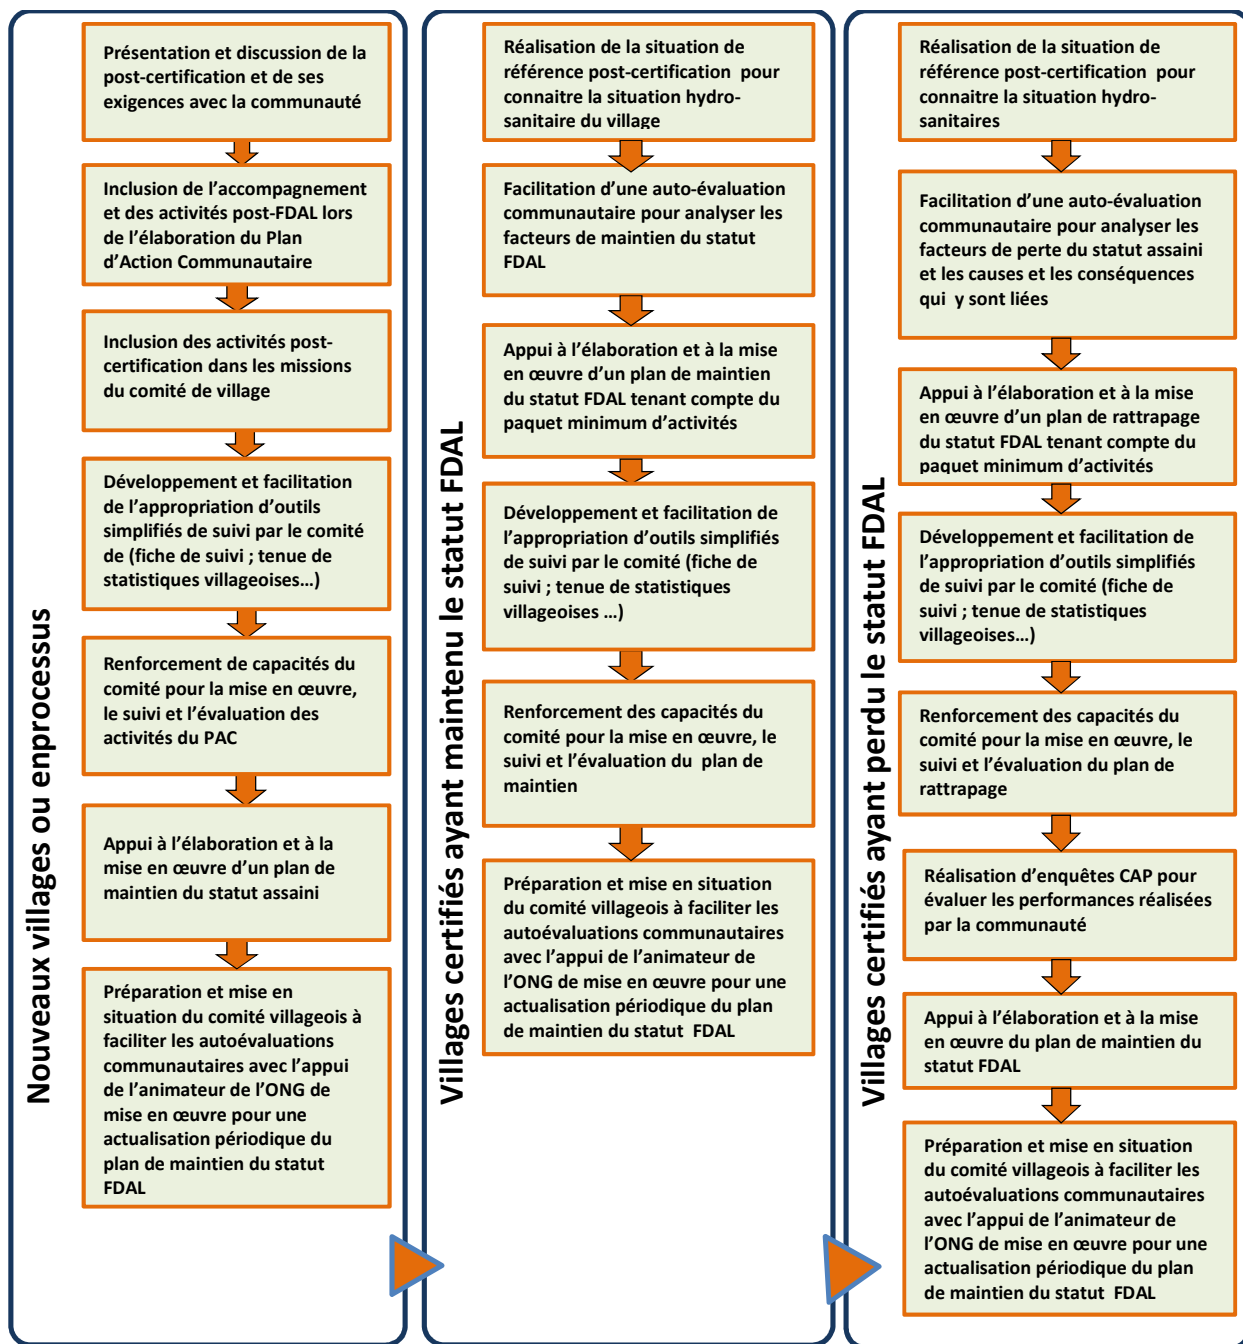 Nouveaux villages ou enprocessus
Présentation et discussion de la
post-certification et de ses
exigences avec la communauté
Inclusion de l’accompagnement
et des activités post-FDAL lors
de l’élaboration du Plan
d’Action Communautaire
Inclusion des activités post-
certification dans les missions
du comité de village
Développement et facilitation
de l’appropriation d’outils
simplifiés de suivi par le comité
de (fiche de suivi ; tenue de
statistiques villageoises…)
Renforcement de capacités du
comité pour la mise en œuvre,
le suivi et l’évaluation des
activités du PAC
Appui à l’élaboration et à la
mise en œuvre d’un plan de
maintien du statut assaini
Préparation et mise en
situation du comité villageois à
faciliter les autoévaluations
communautaires avec l’appui
de l’animateur de l’ONG de
mise en œuvre pour une
actualisation périodique du
plan de maintien du statut
FDAL
Villages certifiés ayant maintenu le statut FDAL
Réalisation de la situation de
référence post-certification pour
connaitre la situation hydro-
sanitaire du village
Facilitation d’une auto-évaluation
communautaire pour analyser les
facteurs de maintien du statut
FDAL
Appui à l’élaboration et à la mise
en œuvre d’un plan de maintien
du statut FDAL tenant compte du
paquet minimum d’activités
Développement et facilitation de
l’appropriation d’outils simplifiés
de suivi par le comité (fiche de
suivi ; tenue de statistiques
villageoises …)
Renforcement des capacités du
comité pour la mise en œuvre, le
suivi et l’évaluation du plan de
maintien
Préparation et mise en situation
du comité villageois à faciliter les
autoévaluations communautaires
avec l’appui de l’animateur de
l’ONG de mise en œuvre pour une
actualisation périodique du plan
de maintien du statut FDAL
Villages certifiés ayant perdu le statut FDAL
Réalisation de la situation de
référence post-certification pour
connaitre la situation hydro-
sanitaires
Facilitation d’une auto-évaluation
communautaire pour analyser les
facteurs de perte du statut assaini
et les causes et les conséquences
qui y sont liées
Appui à l’élaboration et à la mise
en œuvre d’un plan de rattrapage
du statut FDAL tenant compte du
paquet minimum d’activités
Développement et facilitation de
l’appropriation d’outils simplifiés
de suivi par le comité (fiche de
suivi ; tenue de statistiques
villageoises…)
Renforcement des capacités du
comité pour la mise en œuvre, le
suivi et l’évaluation du plan de
rattrapage
Réalisation d’enquêtes CAP pour
évaluer les performances réalisées
par la communauté
Appui à l’élaboration et à la mise
en œuvre du plan de maintien du
statut FDAL
Préparation et mise en situation
du comité villageois à faciliter les
autoévaluations communautaires
avec l’appui de l’animateur de
l’ONG de mise en œuvre pour une
actualisation périodique du plan
de maintien du statut FDAL